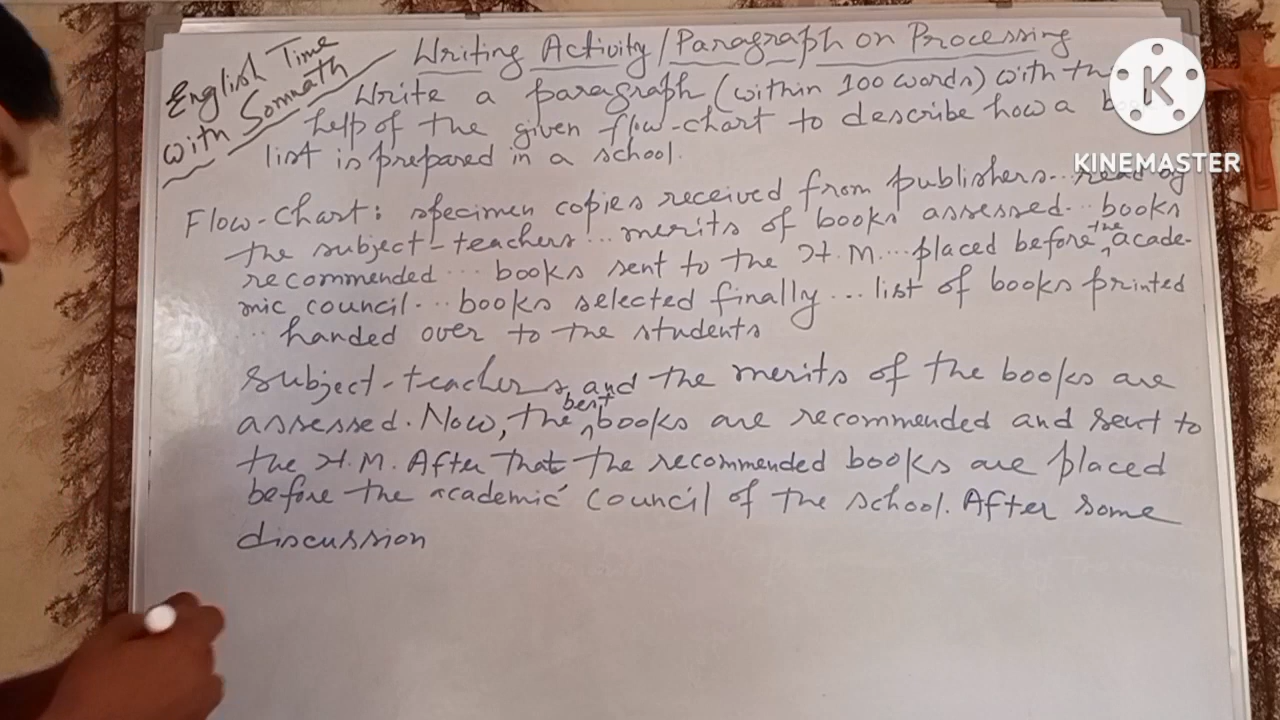 English Time
with Somnath
Writing Activity/Paragraph on Processing
Write a paragraph (within 100 words) with the
help of the given flow-chart to describe how a
list is prepared in a school.
Flow-Chart: specimen copies received from publishers... read by
the subject-teachers... merits of books assessed... books
recommended... books sent to the H.M.... placed before the acade-
mic council... books selected finally... list of books printed
... handed over to the students
Subject-teachers and the merits of the books are
assessed. Now, the best books are recommended and sent to
the H.M. After that the recommended books are placed
before the academic council of the school. After some
discussion
K
KINEMASTER